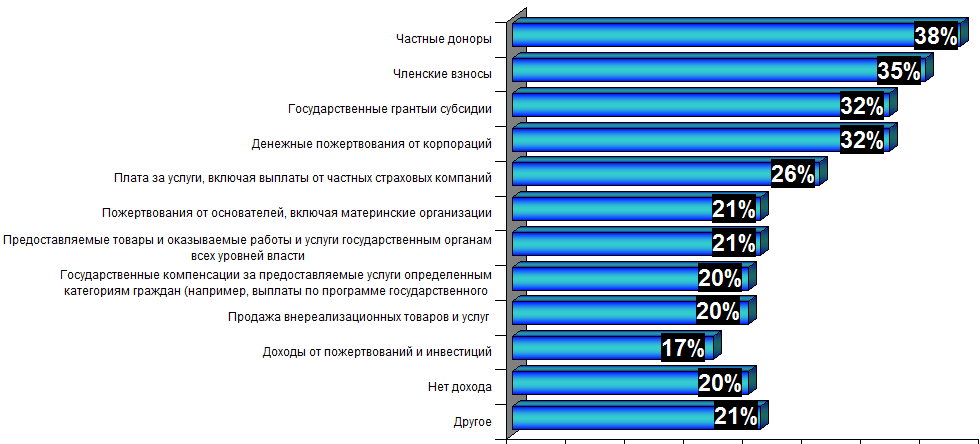 Частные доноры
38%
Членские взносы
35%
Государственные грантыи субсидии
32%
Денежные пожертвования от корпораций
32%
Плата за услуги, включая выплаты от частных страховых компаний
26%
Пожертвования от основателей, включая материнские организации
21%
Предоставляемые товары и оказываемые работы и услуги государственным органам
всех уровней власти
21%
Государственные компенсации за предоставляемые услуги определенным
категориям граждан (например, выплаты по программе государственного
20%
Продажа внереализационных товаров и услуг
20%
Доходы от пожертвований и инвестиций
17%
Нет дохода
20%
Другое
21%